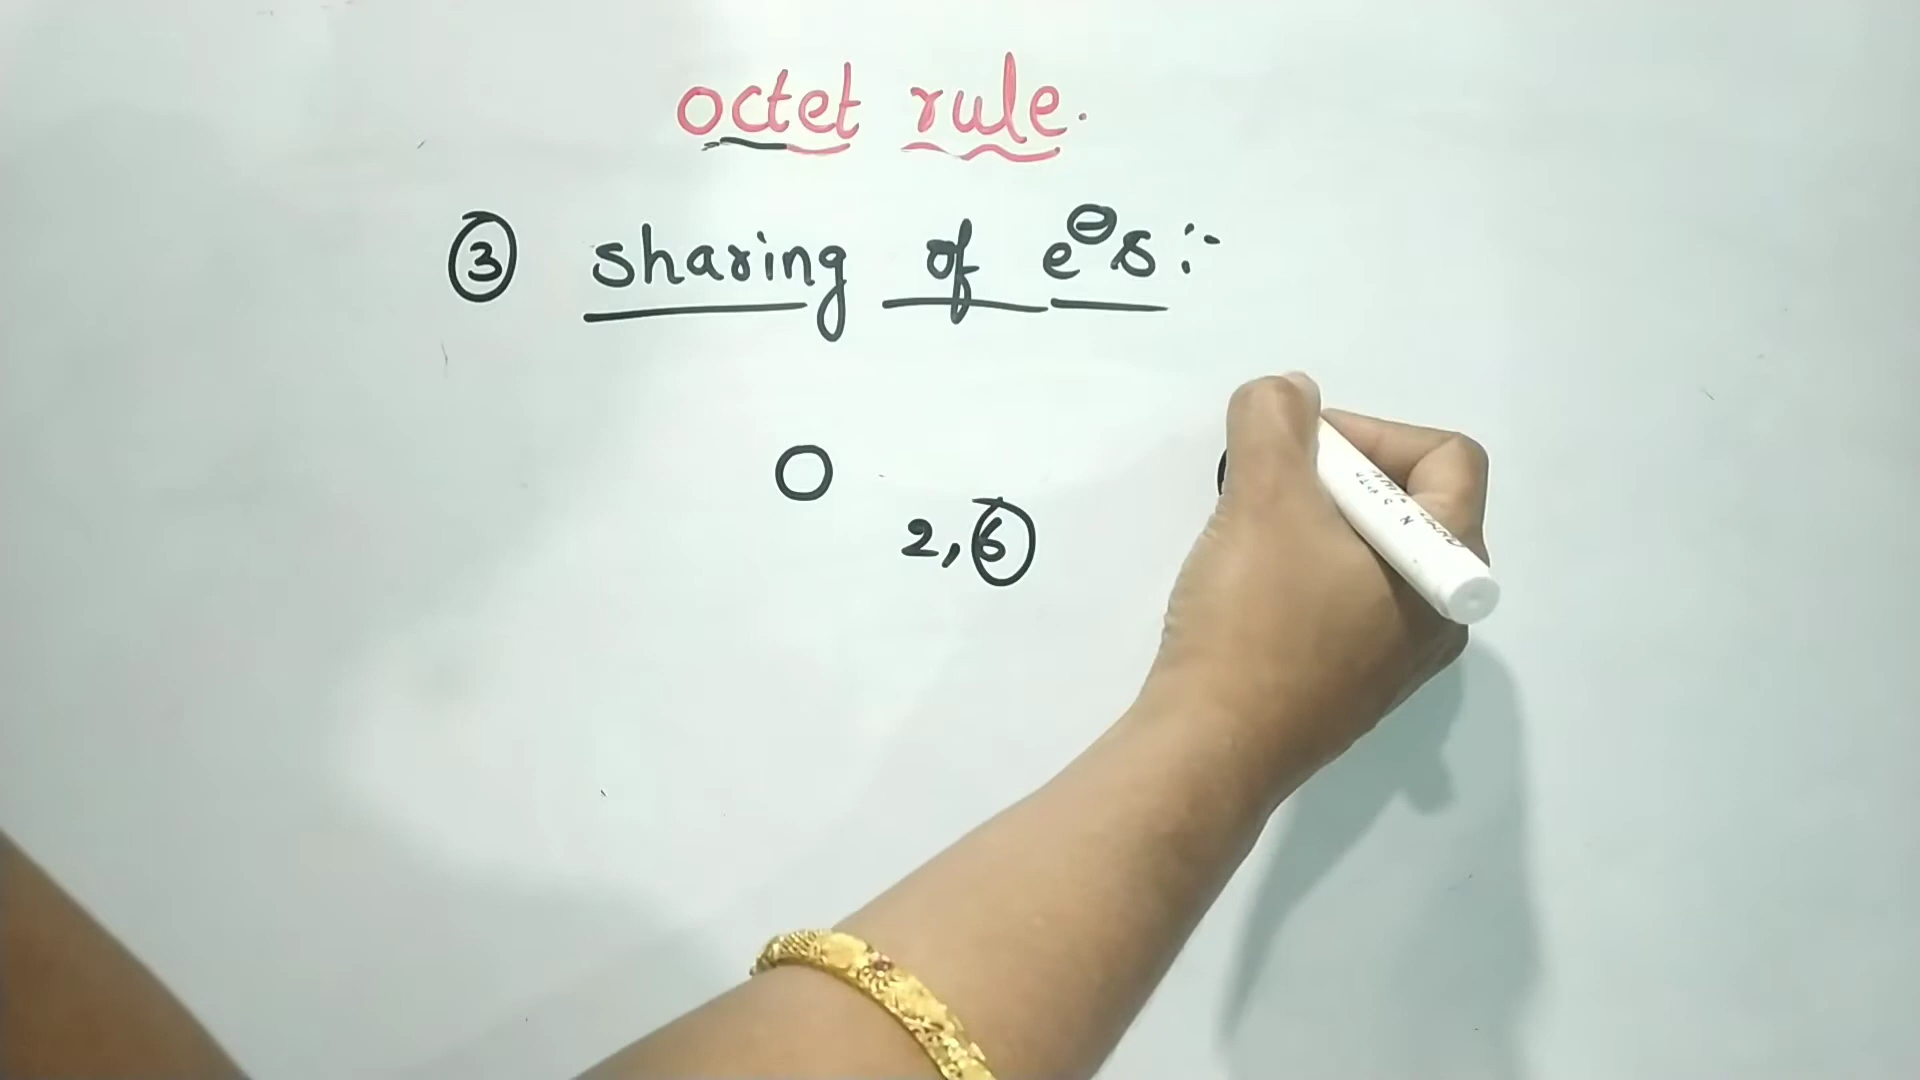 octet rule.
③ sharing of e⊖s :-
O
2, 6